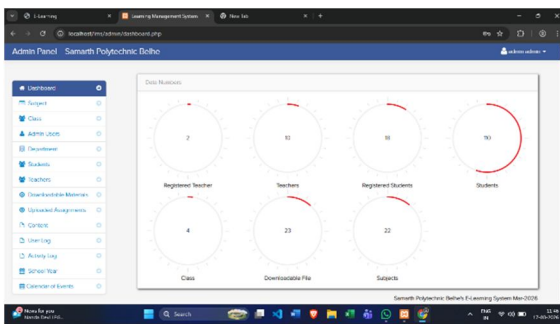 E-Learning
Learning Management System
New Tab
localhost/lms/admin/dashboard.php
Admin Panel Samarth Polytechnic Belhe
admin admin
Dashboard
Subject
Class
Admin Users
Department
Students
Teachers
Downloadable Materials
Uploaded Assignments
Content
User Log
Activity Log
School Year
Calendar of Events
Data Numbers
2
Registered Teacher
10
Teachers
18
Registered Students
Students
4
Class
23
Downloadable File
22
Subjects
Samarth Polytechnic Belhe's E-Learning System Mar-2026
News for you
Search
ENG
IN